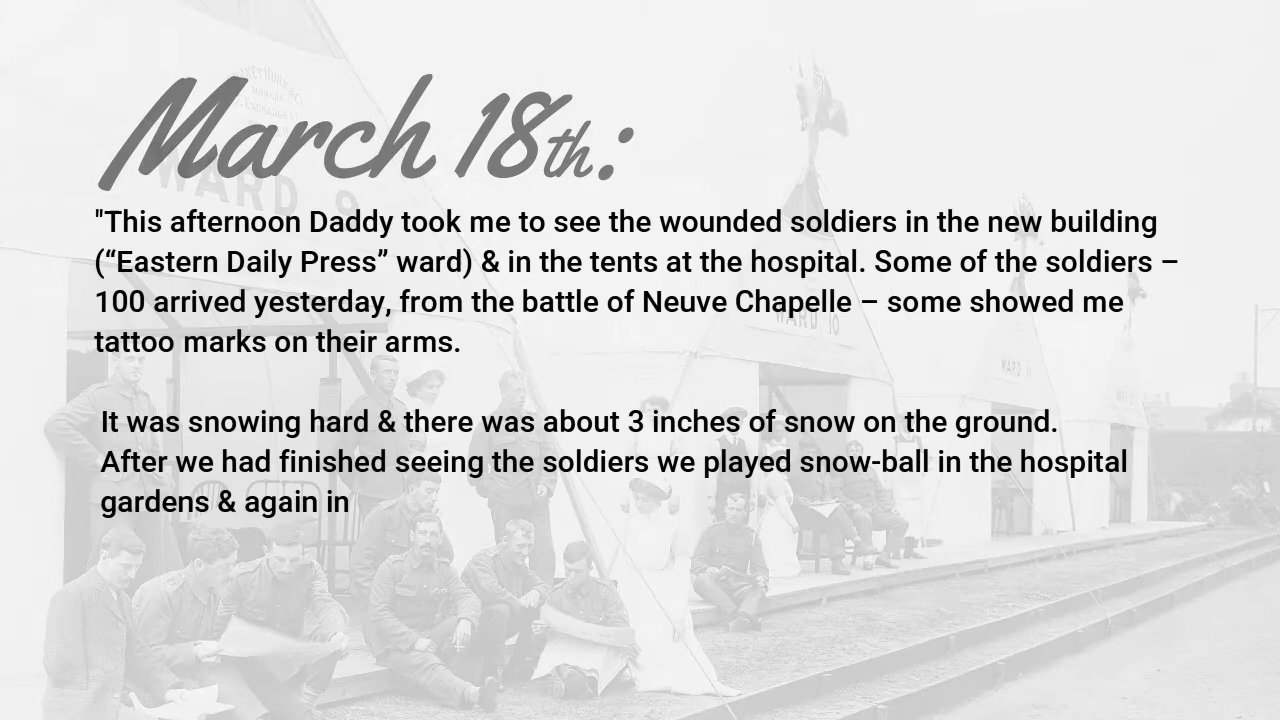 March 18th:
"This afternoon Daddy took me to see the wounded soldiers in the new building
(“Eastern Daily Press” ward) & in the tents at the hospital. Some of the soldiers –
100 arrived yesterday, from the battle of Neuve Chapelle – some showed me
tattoo marks on their arms.
It was snowing hard & there was about 3 inches of snow on the ground.
After we had finished seeing the soldiers we played snow-ball in the hospital
gardens & again in
WARD 9